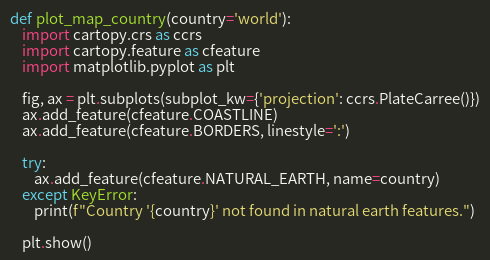 def plot_map_country(country='world'):
    import cartopy.crs as ccrs
    import cartopy.feature as cfeature
    import matplotlib.pyplot as plt

    fig, ax = plt.subplots(subplot_kw={'projection': ccrs.PlateCarree()})
    ax.add_feature(cfeature.COASTLINE)
    ax.add_feature(cfeature.BORDERS, linestyle=':')

    try:
        ax.add_feature(cfeature.NATURAL_EARTH, name=country)
    except KeyError:
        print(f"Country '{country}' not found in natural earth features.")

    plt.show()